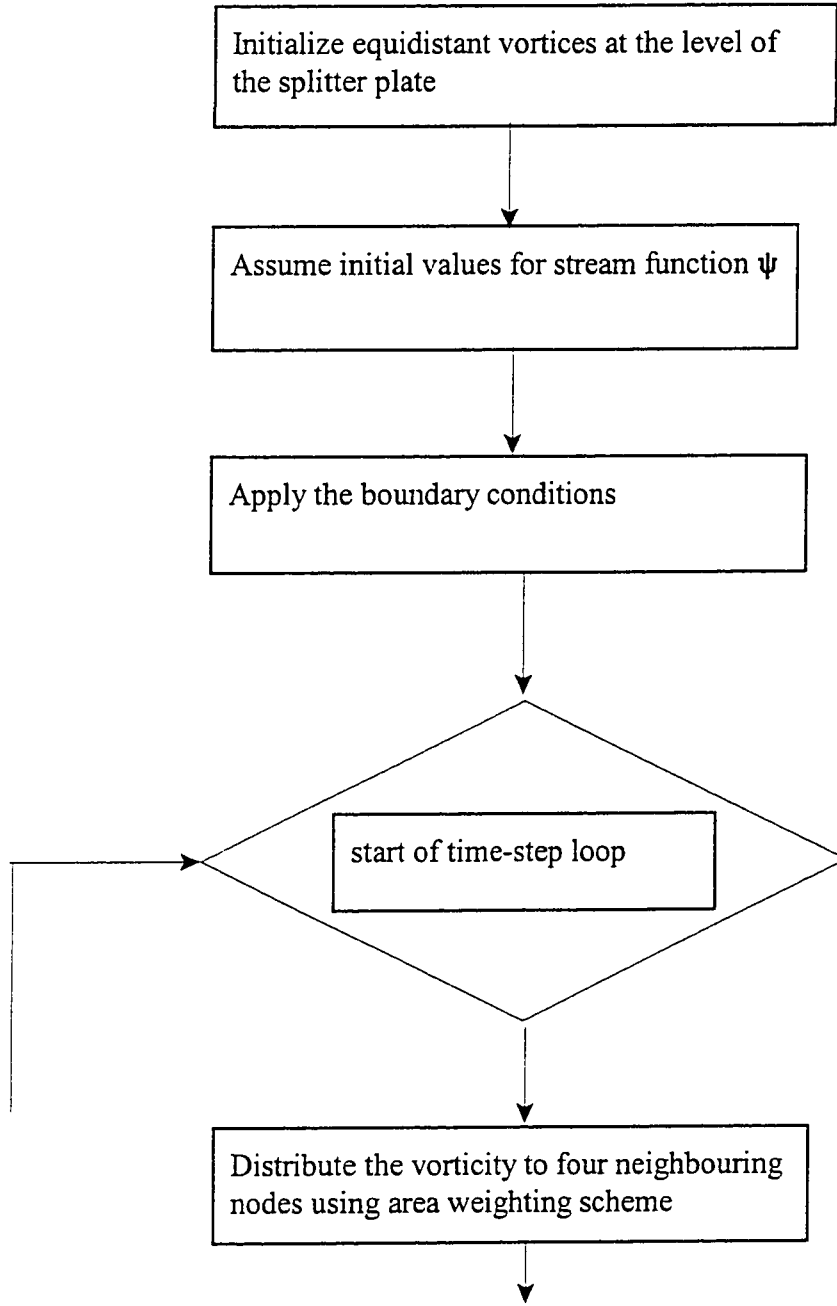 Initialize equidistant vortices at the level of
the splitter plate
Assume initial values for stream function ψ
Apply the boundary conditions
start of time-step loop
Distribute the vorticity to four neighbouring
nodes using area weighting scheme